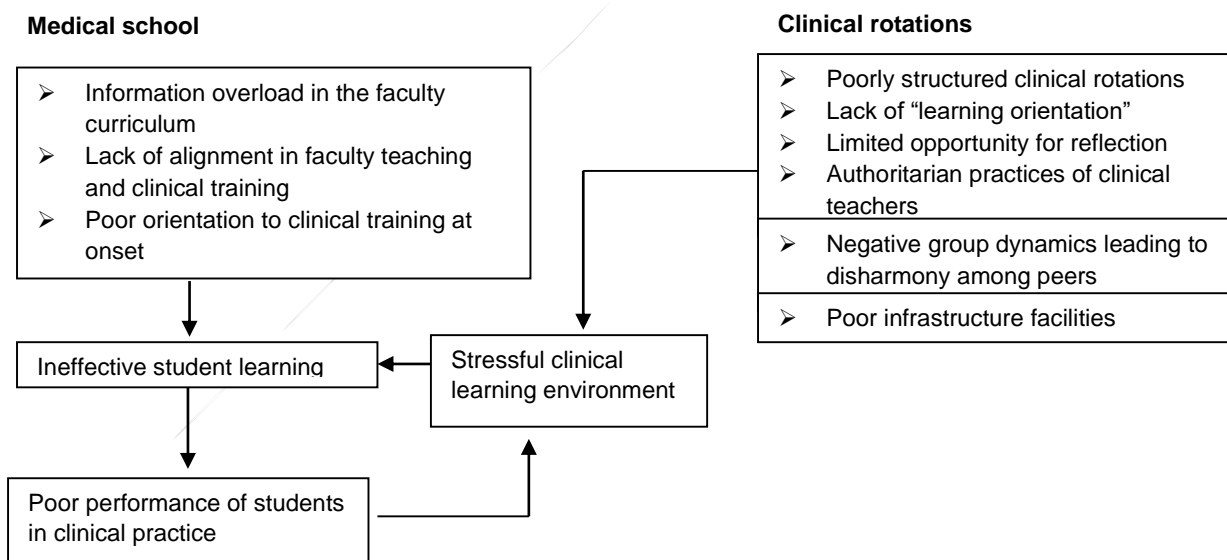 Medical school
➢ Information overload in the faculty
curriculum
➢ Lack of alignment in faculty teaching
and clinical training
➢ Poor orientation to clinical training at
onset
Clinical rotations
➢ Poorly structured clinical rotations
➢ Lack of “learning orientation”
➢ Limited opportunity for reflection
➢ Authoritarian practices of clinical
teachers
➢ Negative group dynamics leading to
disharmony among peers
➢ Poor infrastructure facilities
Ineffective student learning
Stressful clinical
learning environment
Poor performance of students
in clinical practice